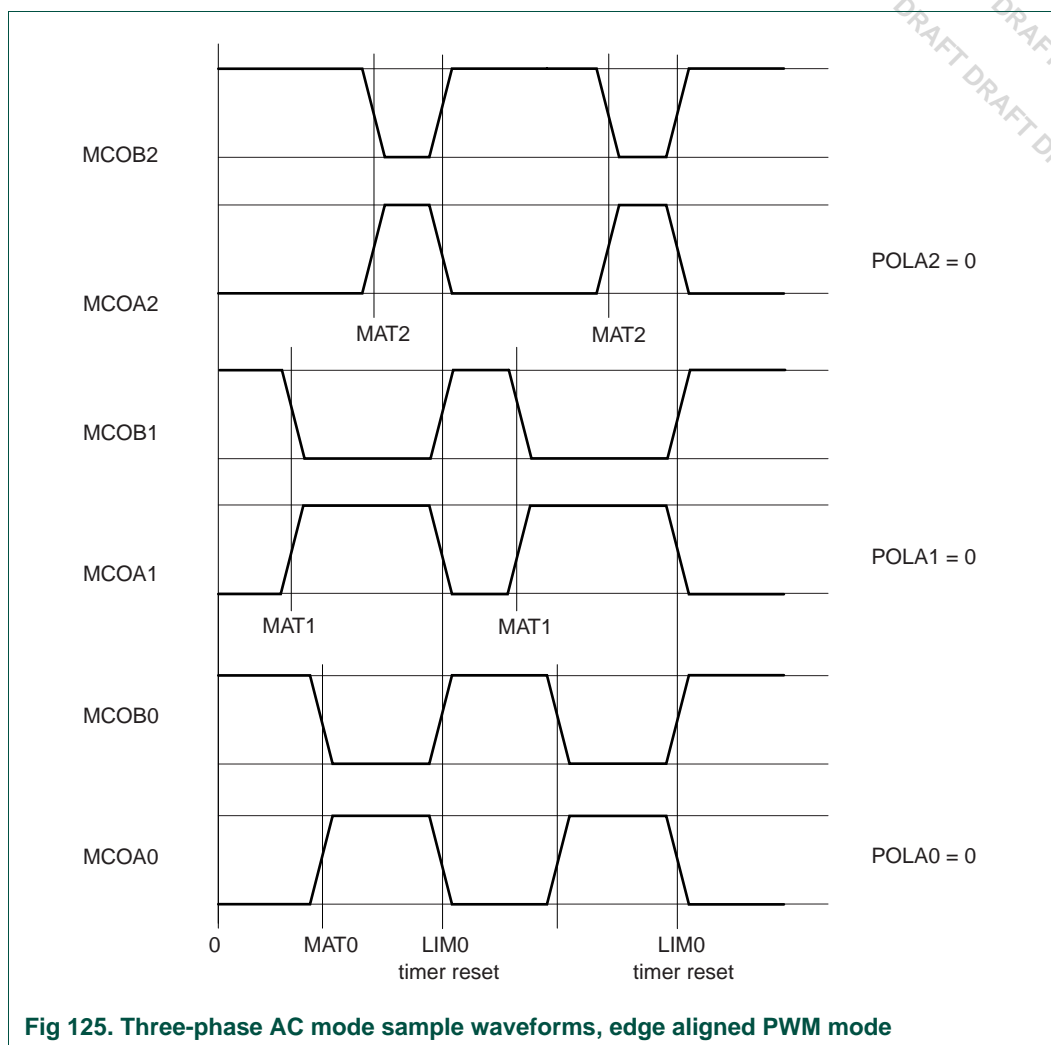 DRAFT DRAFT
DRAFT DRAFT D
MCOB2
POLA2 = 0
MCOA2
MAT2 MAT2
MCOB1
POLA1 = 0
MCOA1
MAT1 MAT1
MCOB0
MCOA0 POLA0 = 0
0 MAT0 LIM0 LIM0
timer reset timer reset
Fig 125. Three-phase AC mode sample waveforms, edge aligned PWM mode